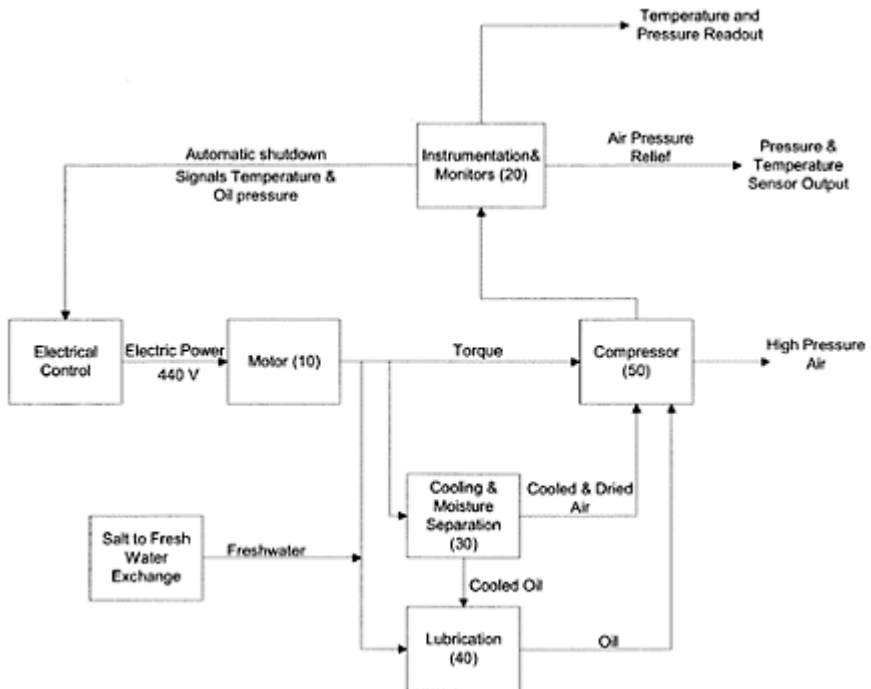 Temperature and
Pressure Readout
Automatic shutdown
Signals Temperature &
Oil pressure
Instrumentation&
Monitors (20)
Air Pressure
Relief
Pressure &
Temperature
Sensor Output
Electrical
Control
Electric Power
440 V
Motor (10)
Torque
Compressor
(50)
High Pressure
Air
Cooling &
Moisture
Separation
(30)
Cooled & Dried
Air
Salt to Fresh
Water
Exchange
Freshwater
Cooled Oil
Lubrication
(40)
Oil